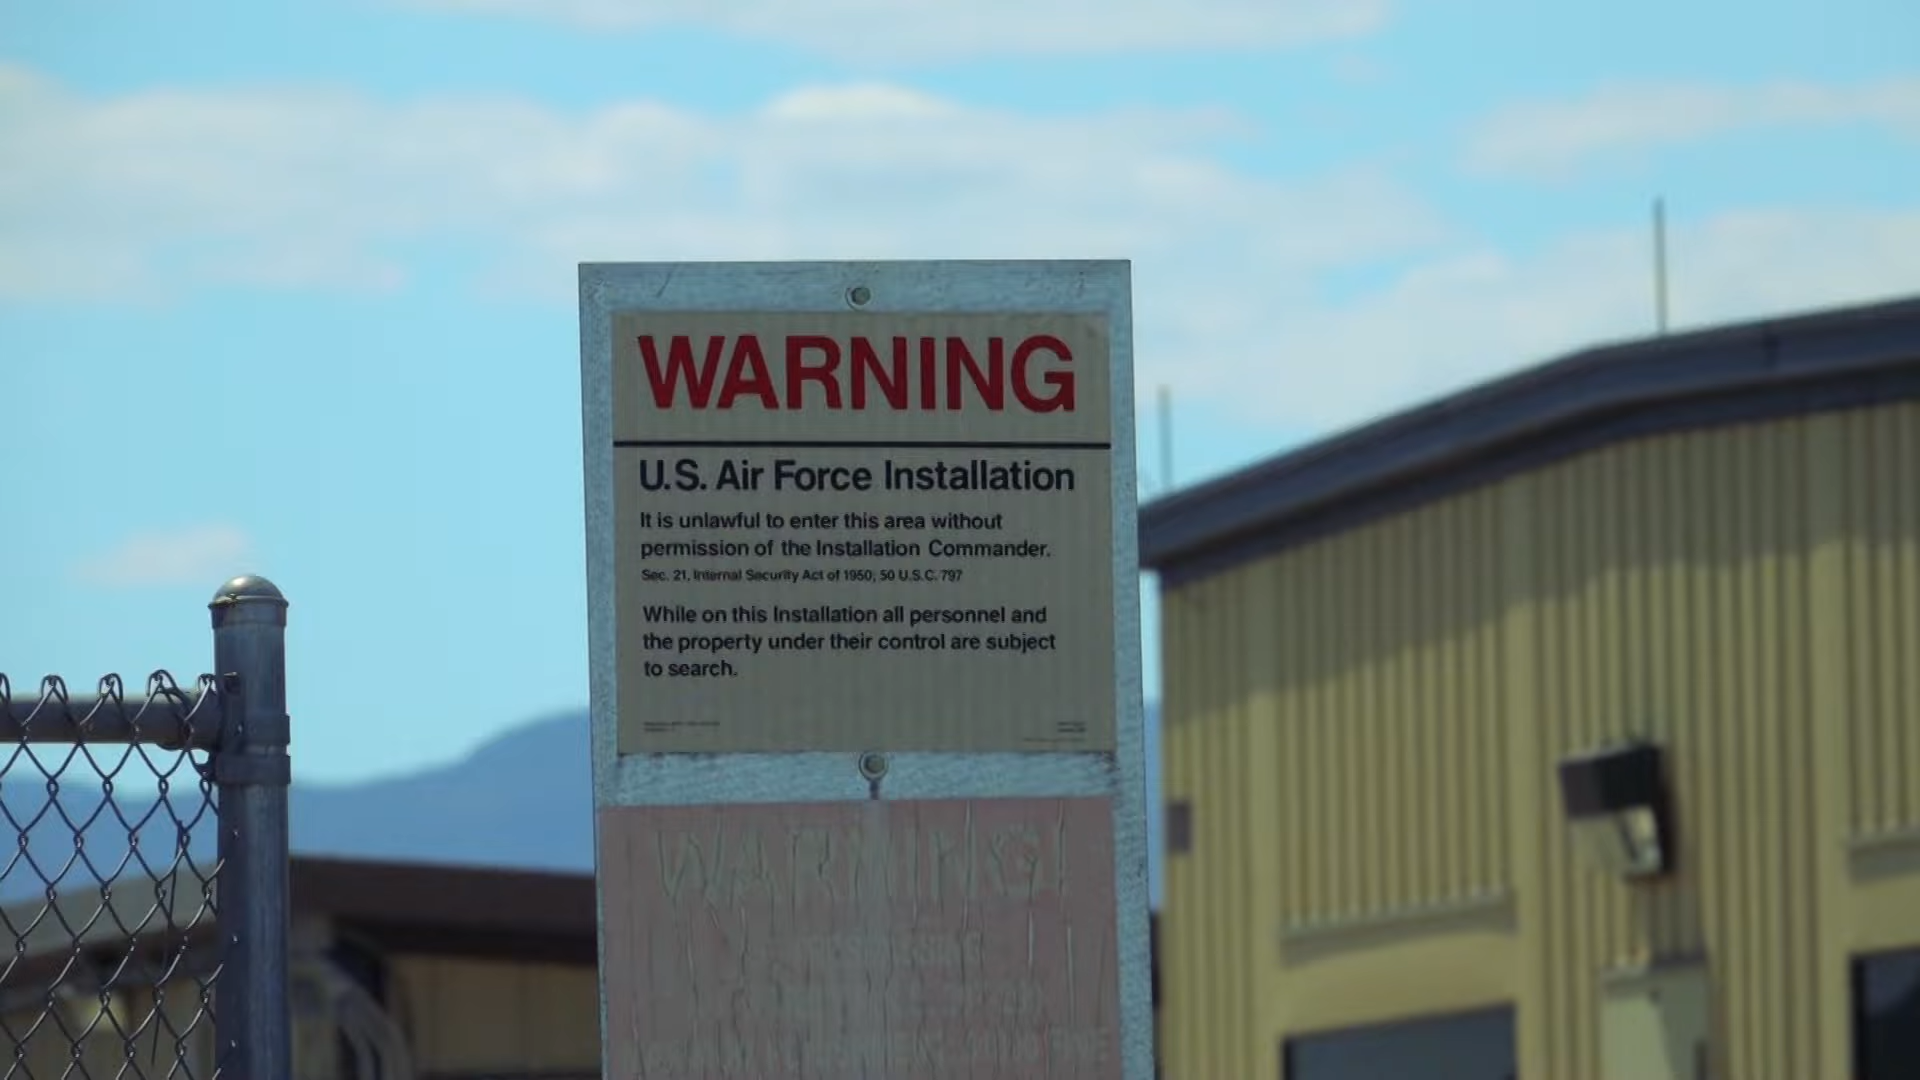 WARNING
U.S. Air Force Installation
It is unlawful to enter this area without
permission of the Installation Commander.
Sec. 21, Internal Security Act of 1950; 50 U.S.C. 797
While on this Installation all personnel and
the property under their control are subject
to search.
WARNING!